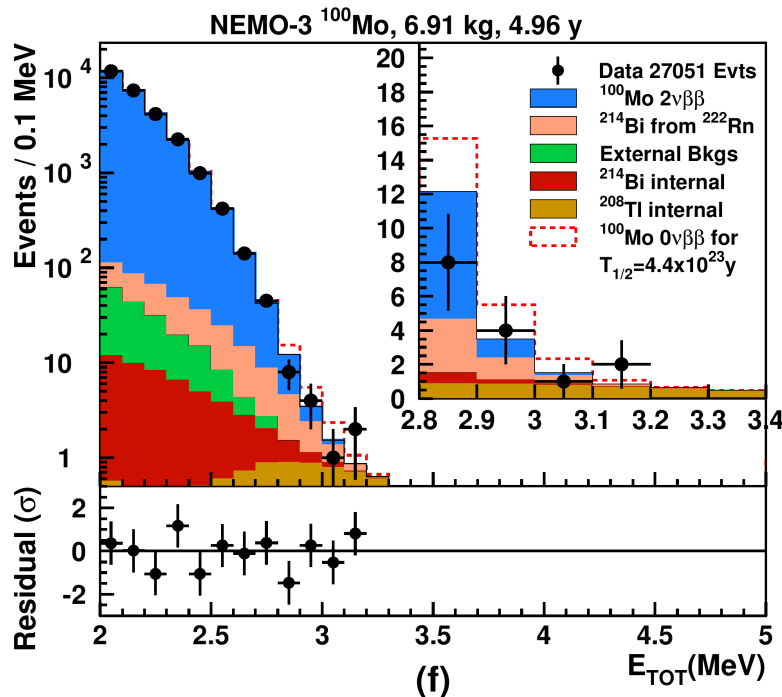 NEMO-3 ¹⁰⁰Mo, 6.91 kg, 4.96 y
Events / 0.1 MeV
10⁴
10³
10²
10
1
20
18
16
14
12
10
8
6
4
2
0
2.8 2.9 3 3.1 3.2 3.3 3.4
Data 27051 Evts
¹⁰⁰Mo 2νββ
²¹⁴Bi from ²²²Rn
External Bkgs
²¹⁴Bi internal
²⁰⁸Tl internal
¹⁰⁰Mo 0νββ for
T₁/₂=4.4x10²³y
Residual (σ)
2
0
-2
2 2.5 3 3.5 4 4.5 5
E_TOT(MeV)
(f)